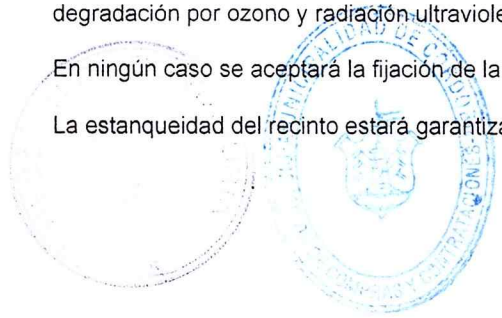 degradación por ozono y radiación ultraviole
En ningún caso se aceptará la fijación de la
La estanqueidad del recinto estará garantiza